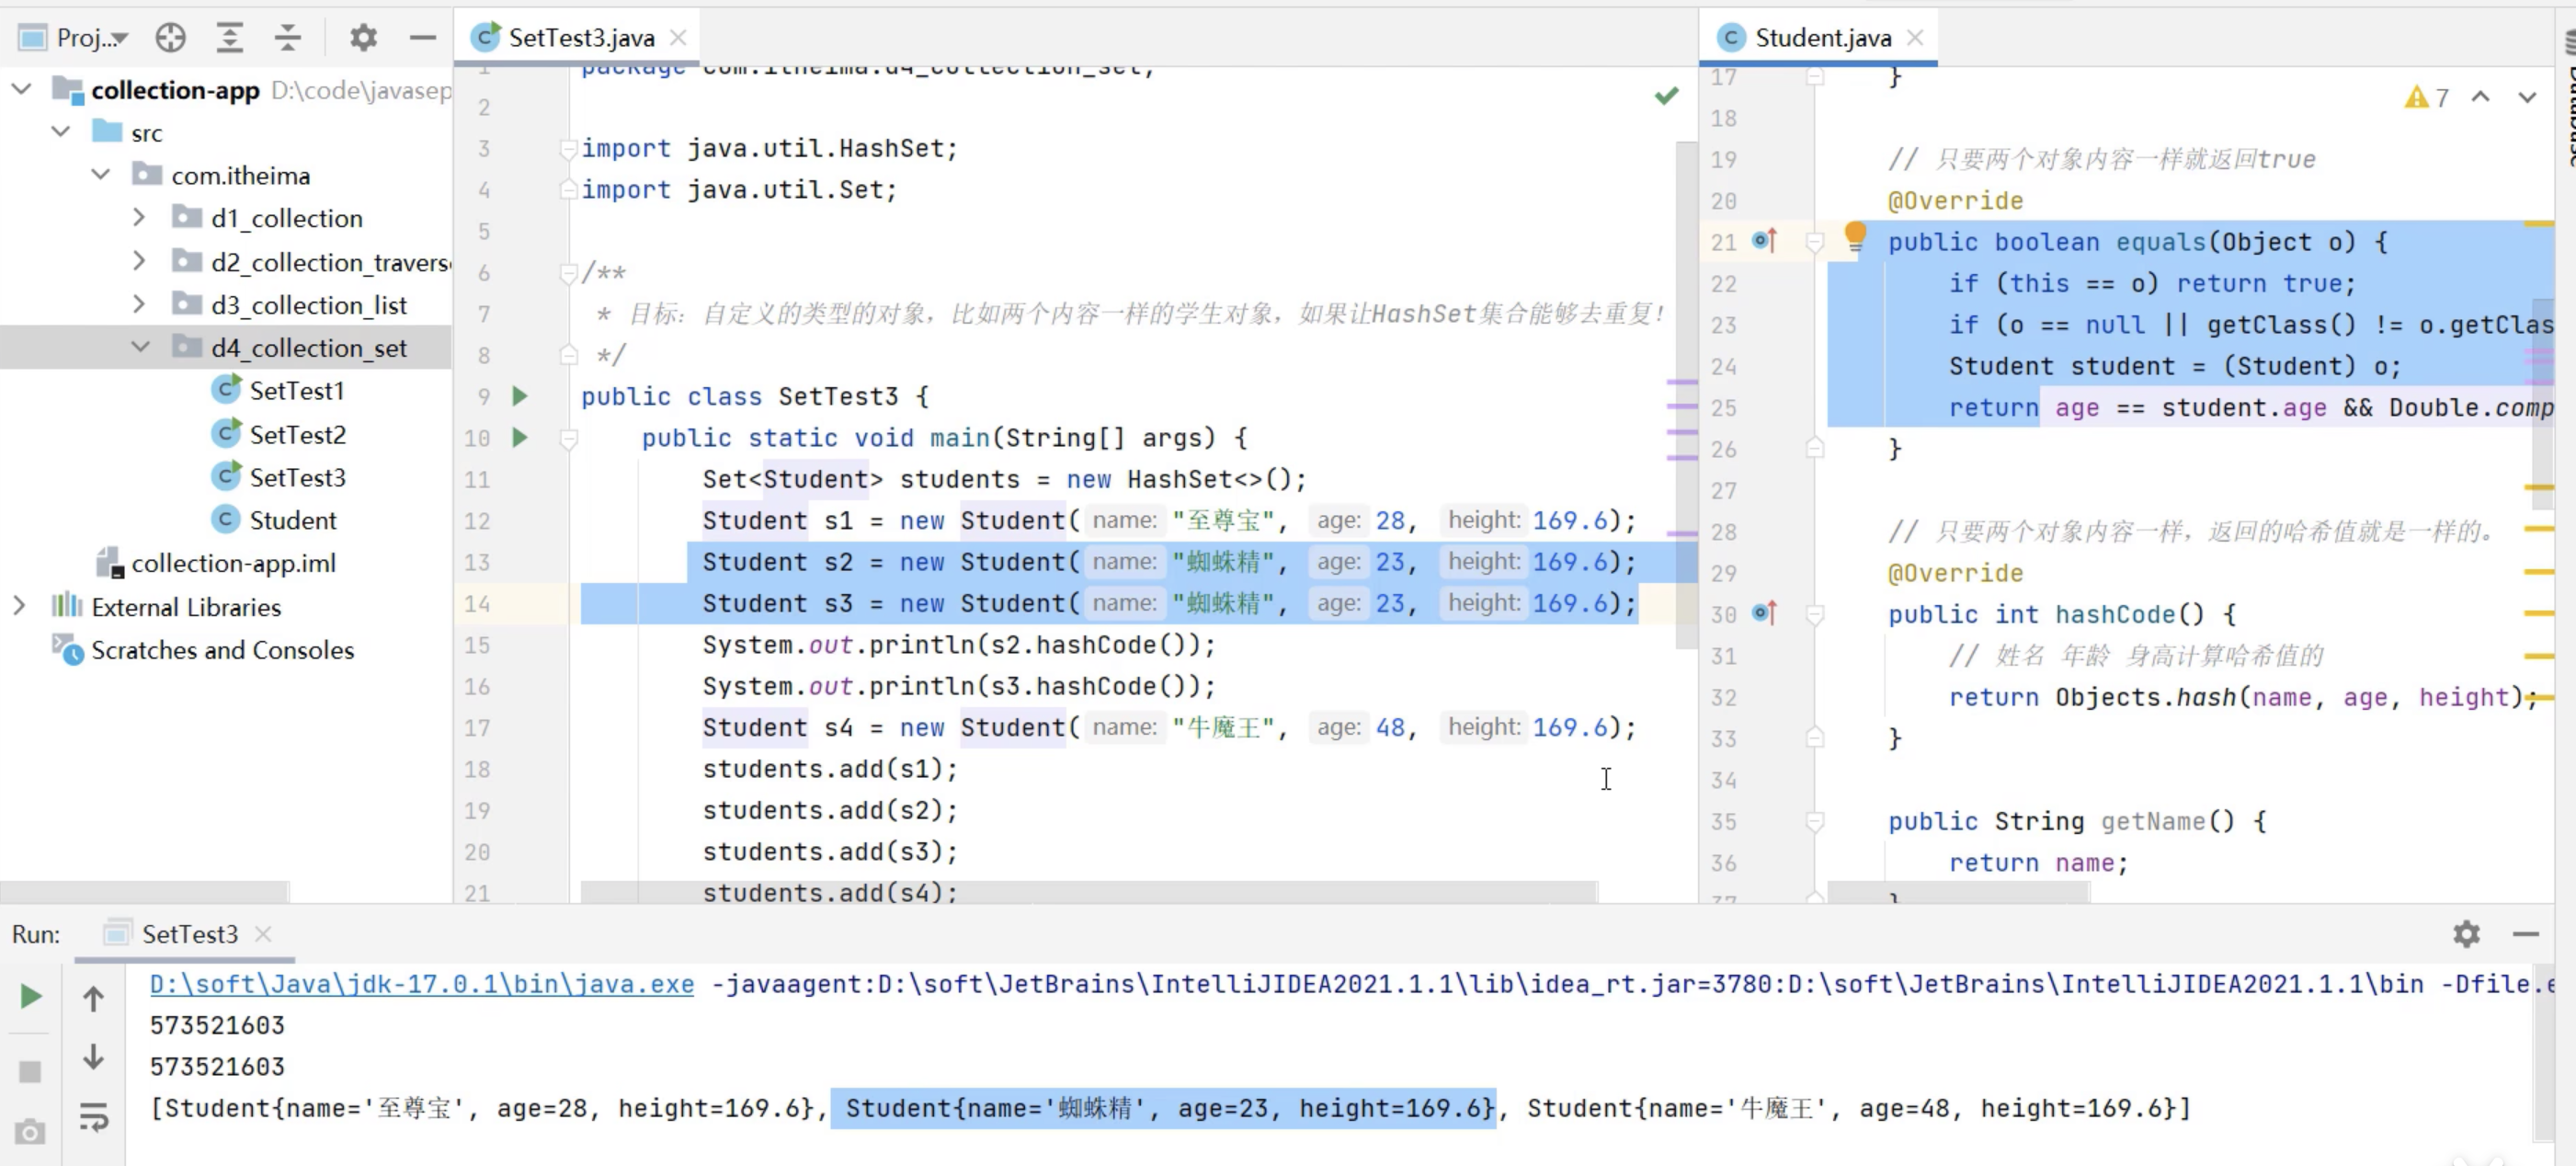 Proj...
collection-app D:\code\javasep
src
com.itheima
d1_collection
d2_collection_travers
d3_collection_list
d4_collection_set
SetTest1
SetTest2
SetTest3
Student
collection-app.iml
External Libraries
Scratches and Consoles
SetTest3.java
1 package com.itheima.d4_collection_set;
2
3 import java.util.HashSet;
4 import java.util.Set;
5
6 /**
7 * 目标：自定义的类型的对象，比如两个内容一样的学生对象，如果让HashSet集合能够去重复！
8 */
9 public class SetTest3 {
10 public static void main(String[] args) {
11 Set<Student> students = new HashSet<>();
12 Student s1 = new Student( name: "至尊宝", age: 28, height: 169.6);
13 Student s2 = new Student( name: "蜘蛛精", age: 23, height: 169.6);
14 Student s3 = new Student( name: "蜘蛛精", age: 23, height: 169.6);
15 System.out.println(s2.hashCode());
16 System.out.println(s3.hashCode());
17 Student s4 = new Student( name: "牛魔王", age: 48, height: 169.6);
18 students.add(s1);
19 students.add(s2);
20 students.add(s3);
21 students.add(s4);
Student.java
7
17 }
18
19 // 只要两个对象内容一样就返回true
20 @Override
21 public boolean equals(Object o) {
22 if (this == o) return true;
23 if (o == null || getClass() != o.getClas
24 Student student = (Student) o;
25 return age == student.age && Double.comp
26 }
27
28 // 只要两个对象内容一样，返回的哈希值就是一样的。
29 @Override
30 public int hashCode() {
31 // 姓名 年龄 身高计算哈希值的
32 return Objects.hash(name, age, height);
33 }
34
35 public String getName() {
36 return name;
37 }
Database
Run: SetTest3
D:\soft\Java\jdk-17.0.1\bin\java.exe -javaagent:D:\soft\JetBrains\IntelliJIDEA2021.1.1\lib\idea_rt.jar=3780:D:\soft\JetBrains\IntelliJIDEA2021.1.1\bin -Dfile.e
573521603
573521603
[Student{name='至尊宝', age=28, height=169.6}, Student{name='蜘蛛精', age=23, height=169.6}, Student{name='牛魔王', age=48, height=169.6}]